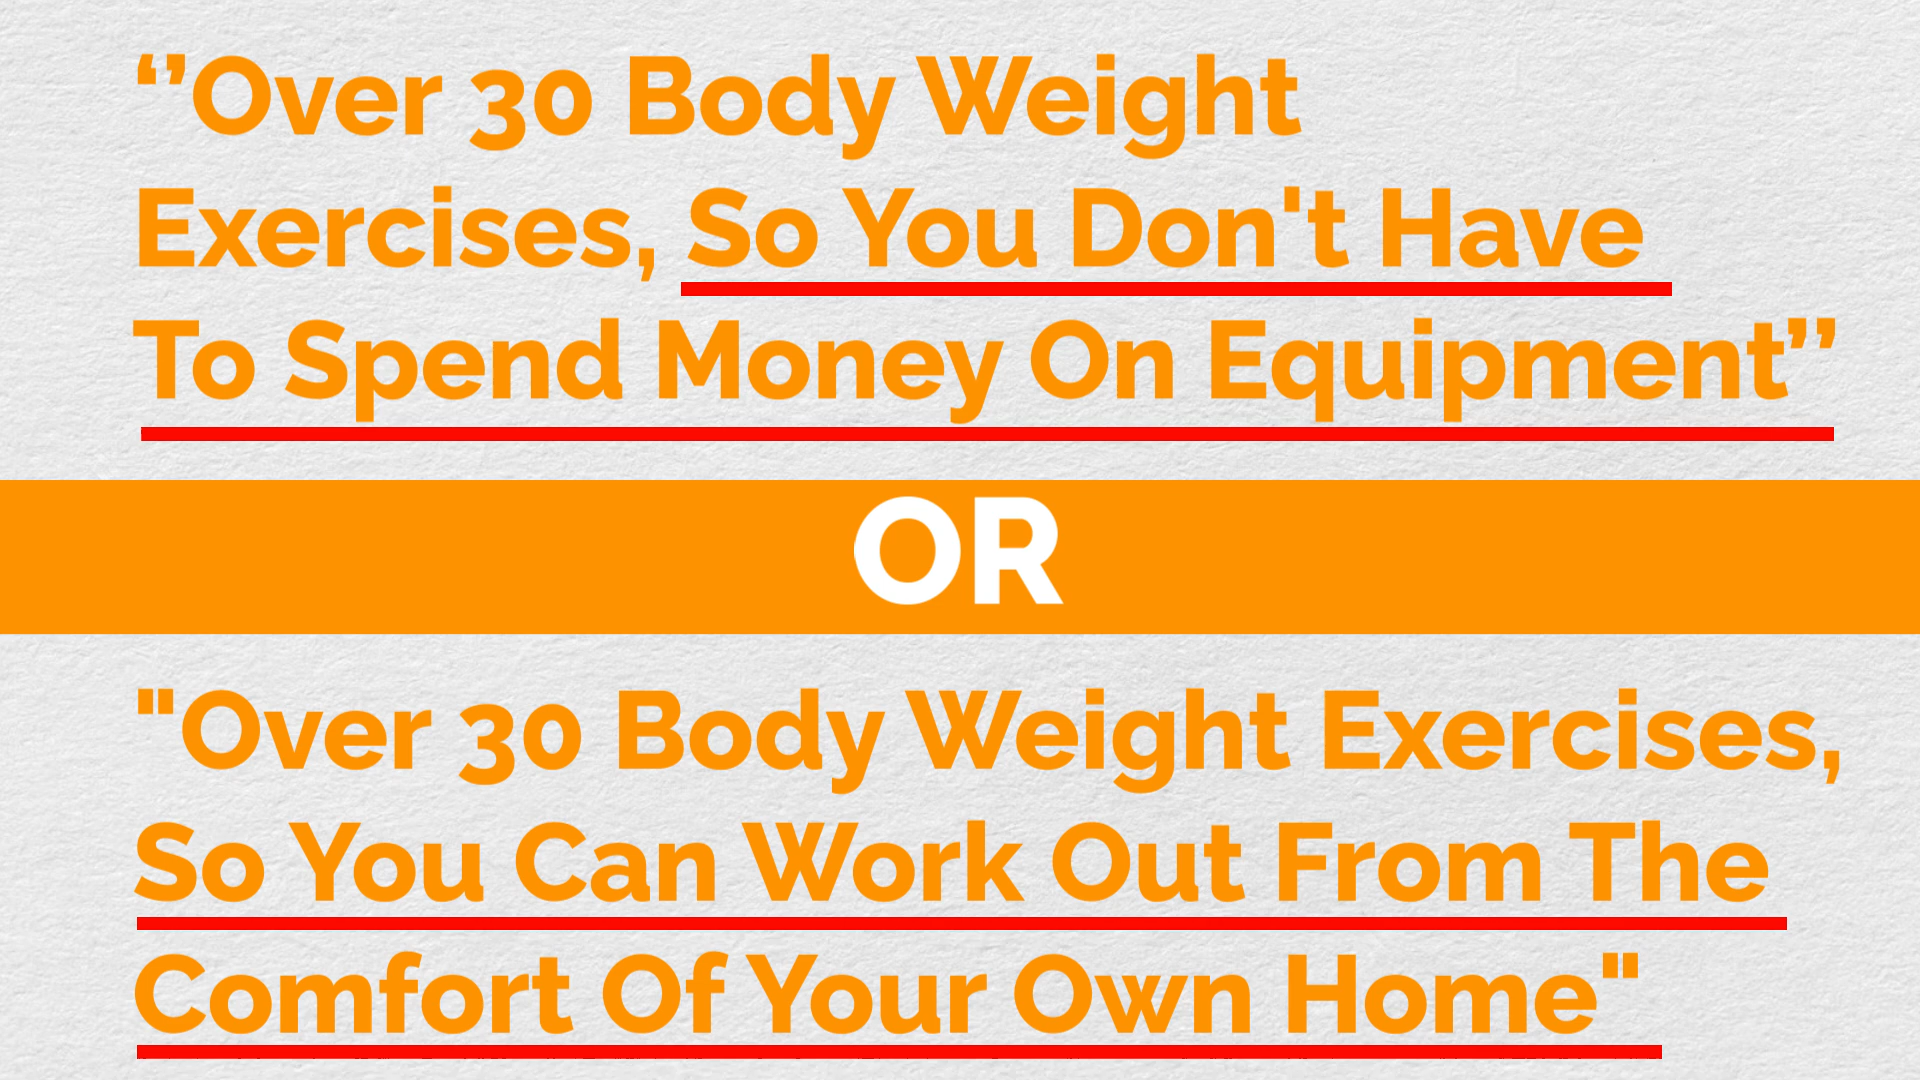 ‘’Over 30 Body Weight
Exercises, So You Don't Have
To Spend Money On Equipment’’
OR
"Over 30 Body Weight Exercises,
So You Can Work Out From The
Comfort Of Your Own Home"